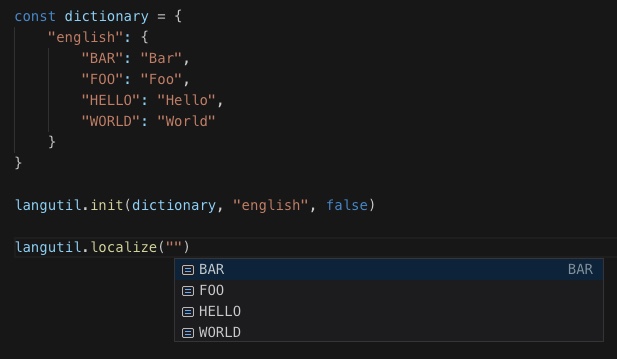 const dictionary = {
    "english": {
        "BAR": "Bar",
        "FOO": "Foo",
        "HELLO": "Hello",
        "WORLD": "World"
    }
}
langutil.init(dictionary, "english", false)
langutil.localize("")
BAR BAR
FOO
HELLO
WORLD